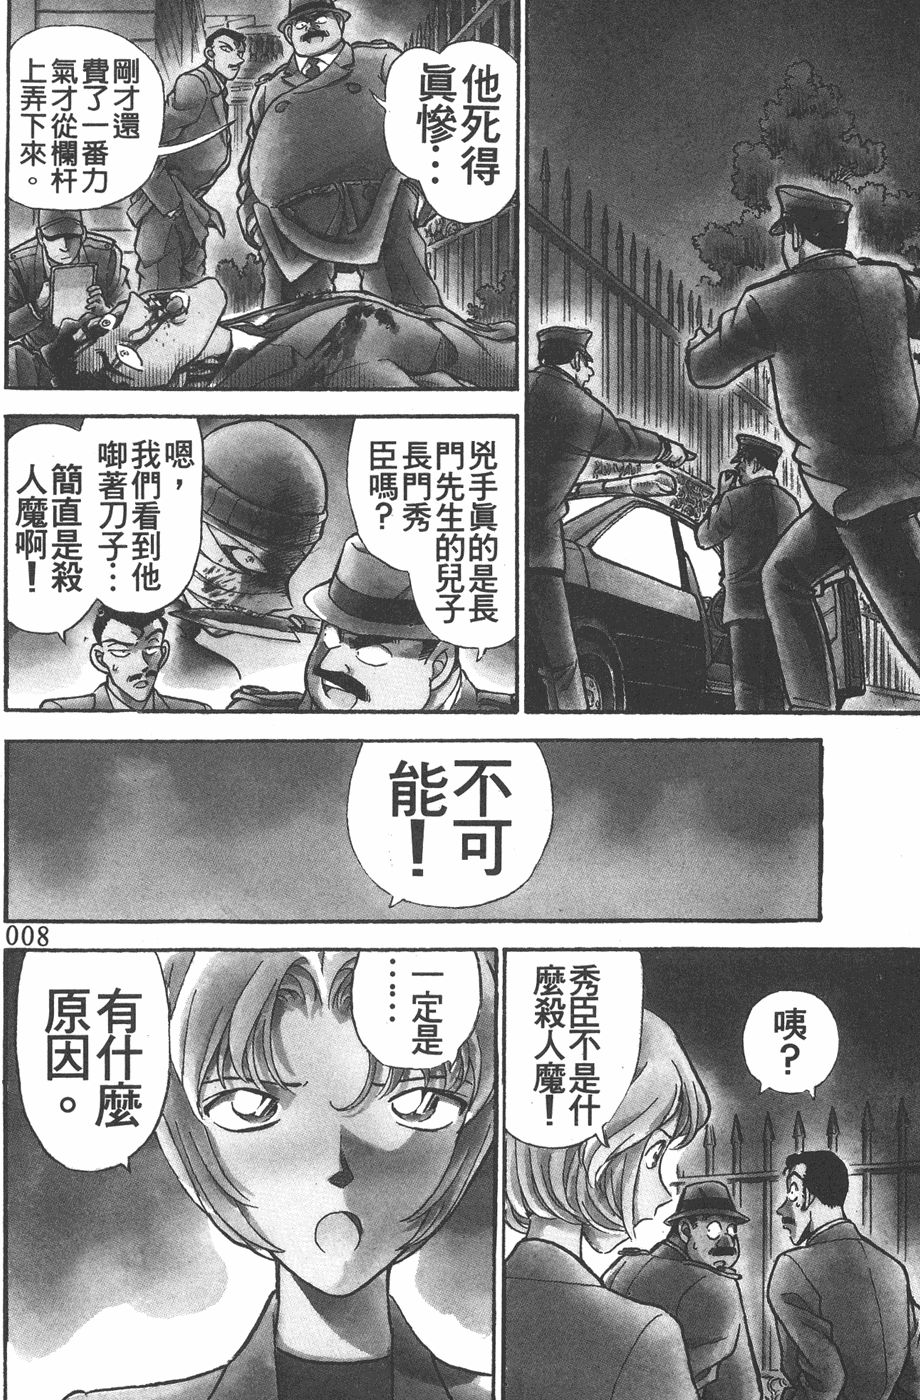 他死得
眞慘…
剛才還
費了一番力
氣才從欄杆
上弄下來。
兇手眞的是長
門先生的兒子
長門秀
臣嗎？
嗯，
我們看到他
啣著刀子…
簡直是殺
人魔啊！
不可
能！
咦？
秀臣不是什
麼殺人魔！
一定是
……
有什麼
原因。
008